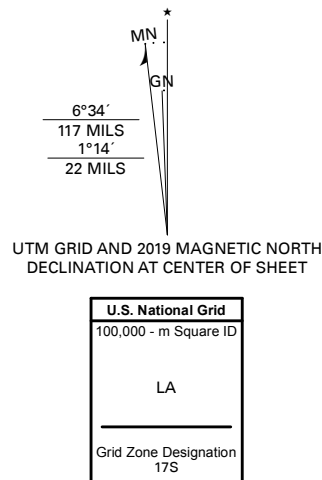 ★
MN
GN
6°34´
117 MILS
1°14´
22 MILS
UTM GRID AND 2019 MAGNETIC NORTH
DECLINATION AT CENTER OF SHEET
U.S. National Grid
100,000 - m Square ID
LA
Grid Zone Designation
17S